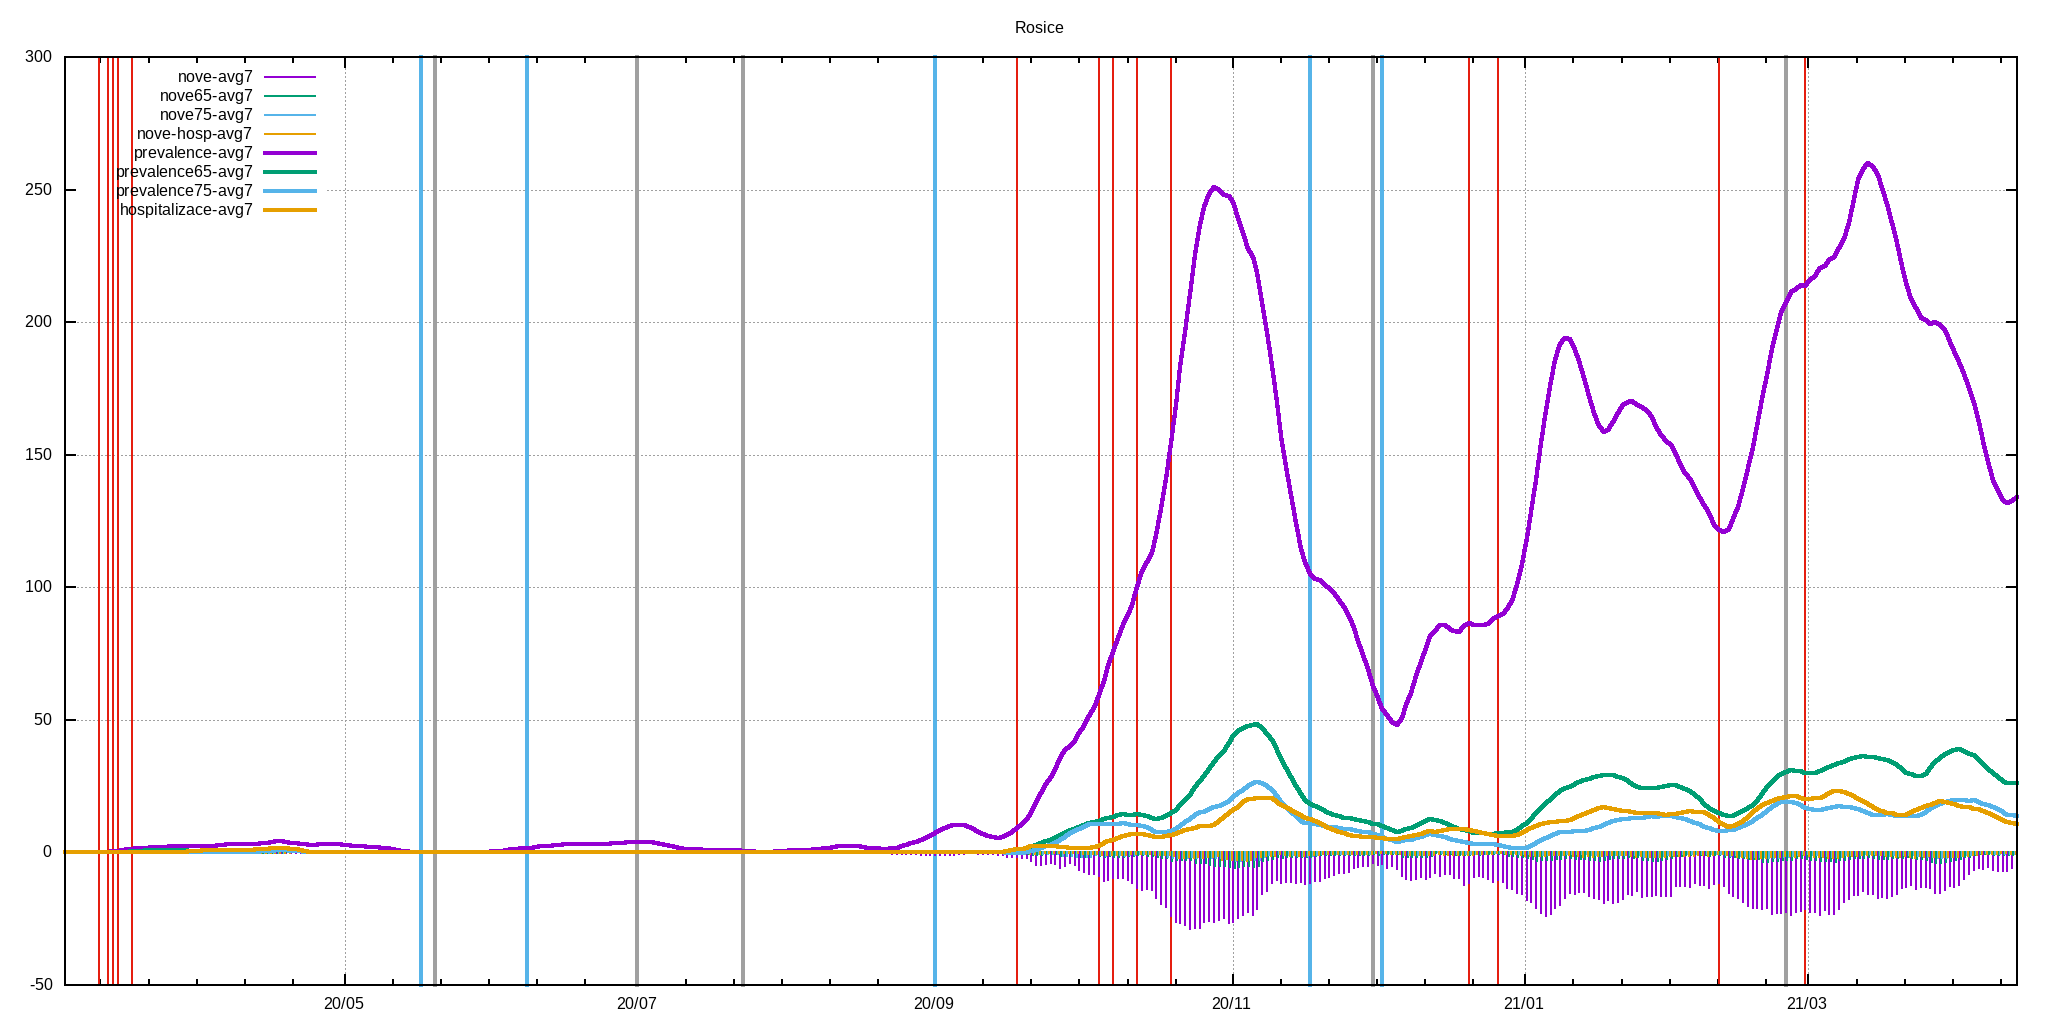 Rosice
300
250
200
150
100
50
0
-50
nove-avg7
nove65-avg7
nove75-avg7
nove-hosp-avg7
prevalence-avg7
prevalence65-avg7
prevalence75-avg7
hospitalizace-avg7
20/05 20/07 20/09 20/11 21/01 21/03